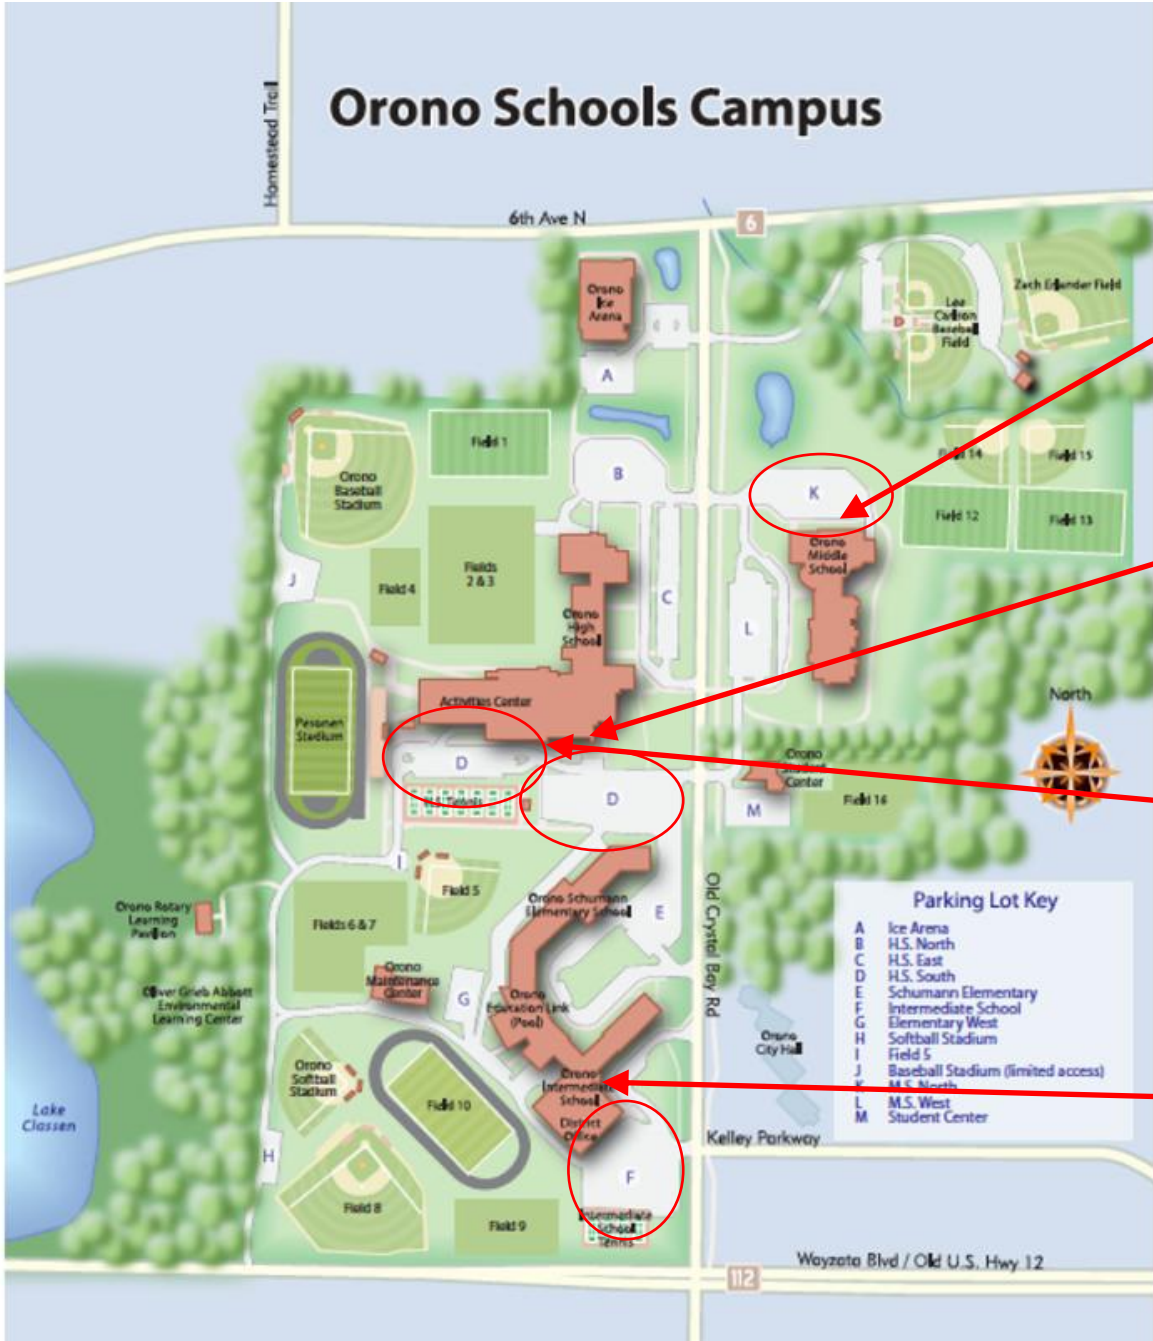 Orono Schools Campus
Homestead Trail
6th Ave N
6
Orono
Ice
Arena
Lee
Carlson
Baseball
Field
Zach Erlander Field
D
A
Field 1
Orono
Baseball
Stadium
B
K
Field 14
Field 15
Field 12
Field 13
Orono
Middle
School
Fields
2 & 3
Field 4
J
C
L
Orono
High
School
North
Activities Center
Pesonen
Stadium
D
H.S. Tennis
D
Orono
Student
Center
M
Field 16
I
Field 5
Orono Schumann
Elementary School
E
Old Crystal Bay Rd
Orono Rotary
Learning
Pavilion
Fields 6 & 7
Orono
Maintenance
Center
G
Orono
Education Link
(Pool)
Oliver Grieb Abbott
Environmental
Learning Center
Parking Lot Key
A Ice Arena
B H.S. North
C H.S. East
D H.S. South
E Schumann Elementary
F Intermediate School
G Elementary West
H Softball Stadium
I Field 5
J Baseball Stadium (limited access)
K M.S. North
L M.S. West
M Student Center
Orono
City Hall
Orono
Softball
Stadium
Field 10
Orono
Intermediate
School
District
Office
Lake
Classen
Kelley Parkway
H
F
Field 8
Field 9
Intermediate
School
Tennis
Wayzata Blvd / Old U.S. Hwy 12
112